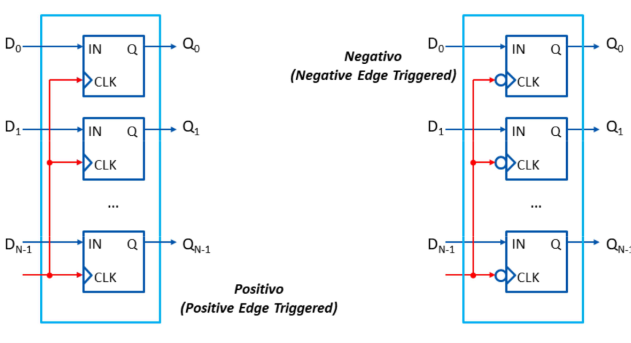 D0 IN Q Q0
CLK
D1 IN Q Q1
CLK
...
DN-1 IN Q QN-1
CLK
Positivo
(Positive Edge Triggered)
Negativo
(Negative Edge Triggered)
D0 IN Q Q0
CLK
D1 IN Q Q1
CLK
...
DN-1 IN Q QN-1
CLK